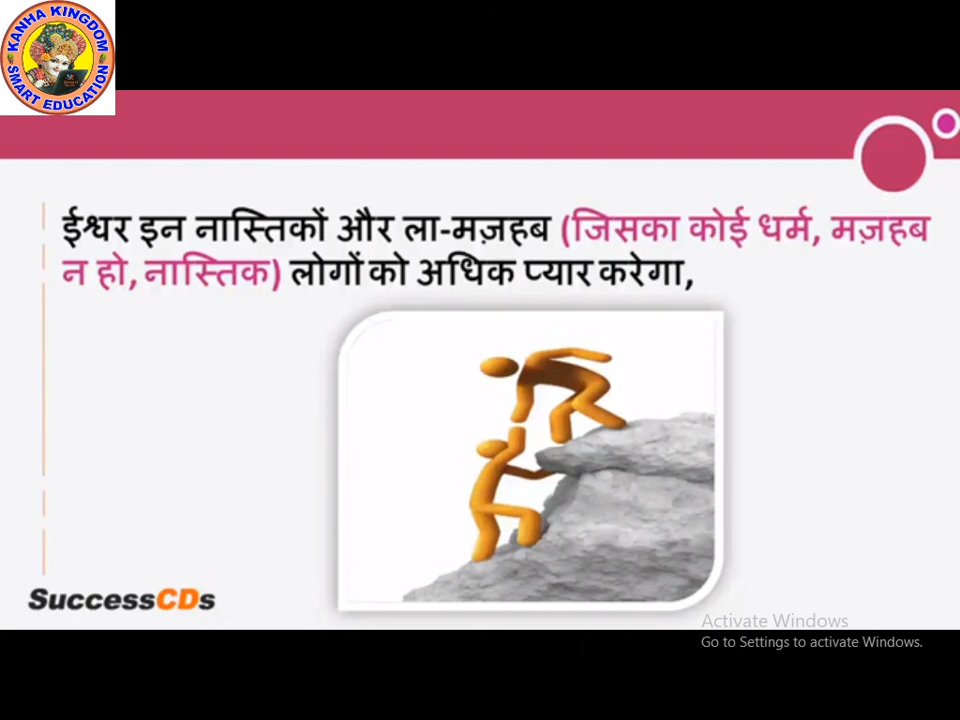 KANHA KINGDOM
SMART EDUCATION
ईश्वर इन नास्तिकों और ला-मज़हब (जिसका कोई धर्म, मज़हब
न हो, नास्तिक) लोगों को अधिक प्यार करेगा,
SuccessCDs
Activate Windows
Go to Settings to activate Windows.